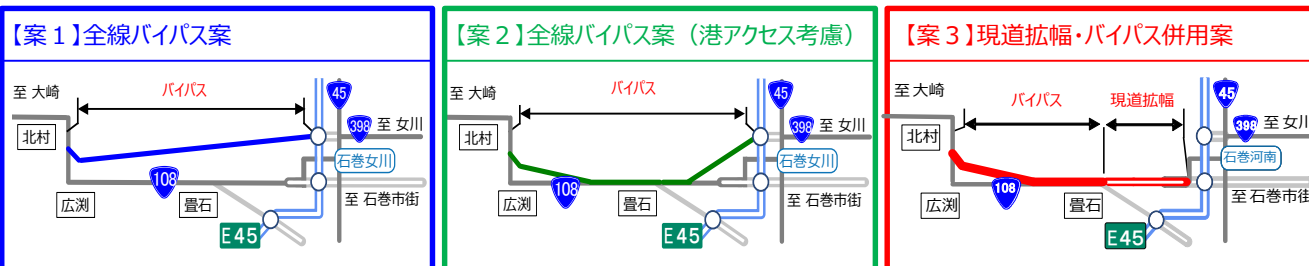 【案１】全線バイパス案
至 大崎
バイパス
45
398
至 女川
北村
石巻女川
108
広渕
畳石
至 石巻市街
E45
【案２】全線バイパス案（港アクセス考慮）
至 大崎
バイパス
45
398
至 女川
北村
石巻女川
108
広渕
畳石
至 石巻市街
E45
【案３】現道拡幅・バイパス併用案
至 大崎
バイパス
現道拡幅
45
398
至 女川
北村
石巻河南
108
広渕
畳石
至 石巻市街
E45